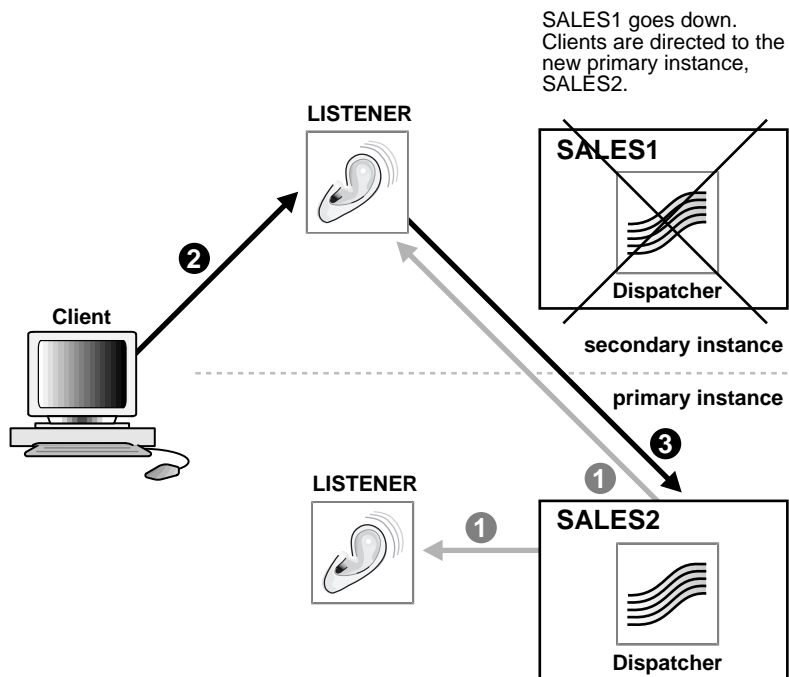 SALES1 goes down.
Clients are directed to the
new primary instance,
SALES2.
LISTENER
SALES1
2
Dispatcher
Client
secondary instance
primary instance
3
LISTENER
1
1
SALES2
Dispatcher